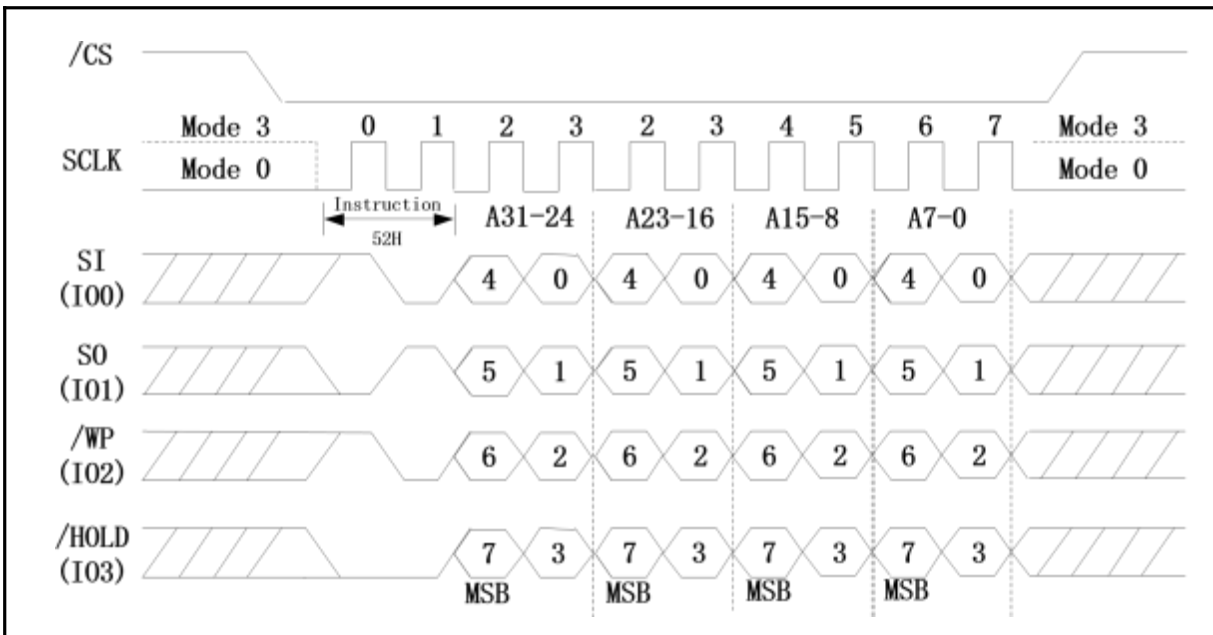 /CS
Mode 3 0 1 2 3 2 3 4 5 6 7 Mode 3
SCLK Mode 0 Mode 0
Instruction A31-24 A23-16 A15-8 A7-0
52H
SI
(IO0) 4 0 4 0 4 0 4 0
SO
(IO1) 5 1 5 1 5 1 5 1
/WP
(IO2) 6 2 6 2 6 2 6 2
/HOLD
(IO3) 7 3 7 3 7 3 7 3
MSB MSB MSB MSB